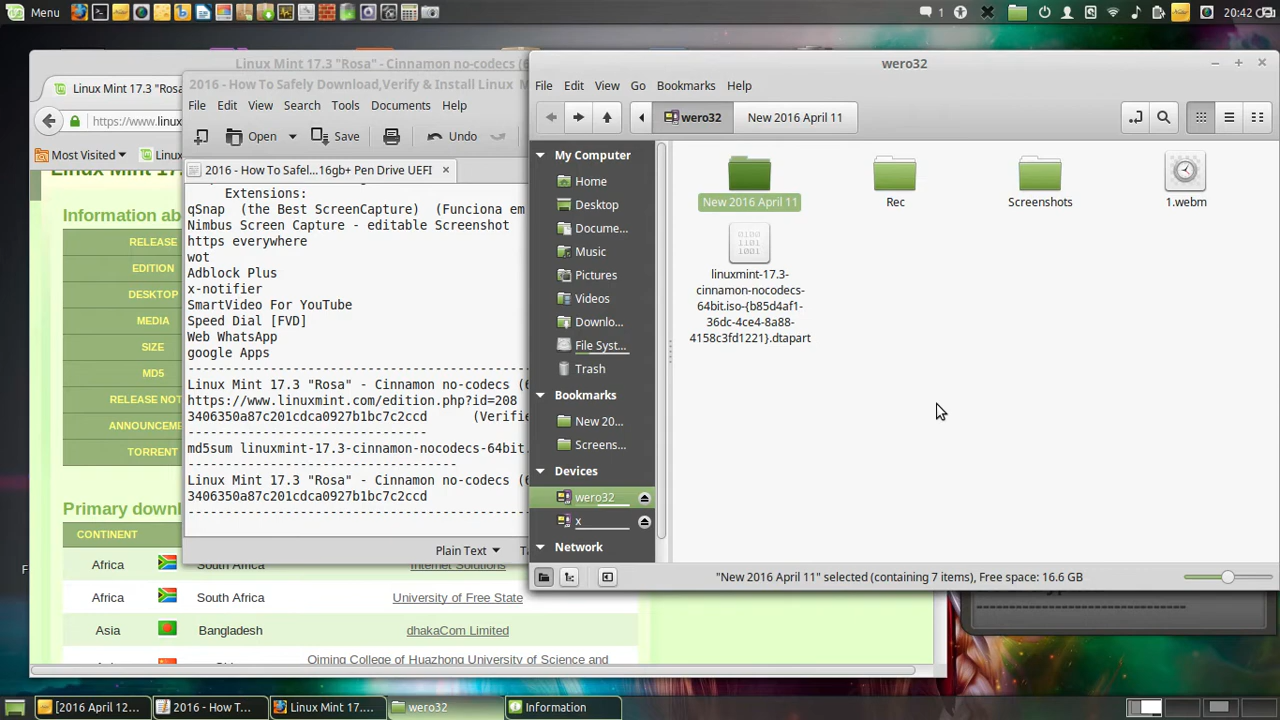 Menu
1
20:42
Linux Mint 17.3 "Rosa" - Cinnamon no-codecs (6
Linux Mint 17.3 "Rosa
https://www.linux
Most Visited
Linux
Information ab
RELEASE
EDITION
DESKTOP
MEDIA
SIZE
MD5
RELEASE NOT
ANNOUNCEME
TORRENT
Primary downl
CONTINENT
Africa South Africa Internet Solutions
Africa South Africa University of Free State
Asia Bangladesh dhakaCom Limited
Qiming College of Huazhong University of Science and
2016 - How To Safely Download,Verify & Install Linux M
File Edit View Search Tools Documents Help
Open Save Undo
2016 - How To Safel...16gb+ Pen Drive UEFI
Extensions:
qSnap (the Best ScreenCapture) (Funciona em
Nimbus Screen Capture - editable Screenshot
https everywhere
wot
Adblock Plus
x-notifier
SmartVideo For YouTube
Speed Dial [FVD]
Web WhatsApp
google Apps
Linux Mint 17.3 "Rosa" - Cinnamon no-codecs (6
https://www.linuxmint.com/edition.php?id=208
3406350a87c201cdca0927b1bc7c2ccd (Verifie
md5sum linuxmint-17.3-cinnamon-nocodecs-64bit.
Linux Mint 17.3 "Rosa" - Cinnamon no-codecs (6
3406350a87c201cdca0927b1bc7c2ccd
Plain Text
wero32
File Edit View Go Bookmarks Help
wero32 New 2016 April 11
My Computer
Home
Desktop
Docume...
Music
Pictures
Videos
Downlo...
File Syst...
Trash
Bookmarks
New 20...
Screens...
Devices
wero32
x
Network
New 2016 April 11
Rec
Screenshots
1.webm
linuxmint-17.3-
cinnamon-nocodecs-
64bit.iso-{b85d4af1-
36dc-4ce4-8a88-
4158c3fd1221}.dtapart
"New 2016 April 11" selected (containing 7 items), Free space: 16.6 GB
[2016 April 12...
2016 - How T...
Linux Mint 17....
wero32
Information